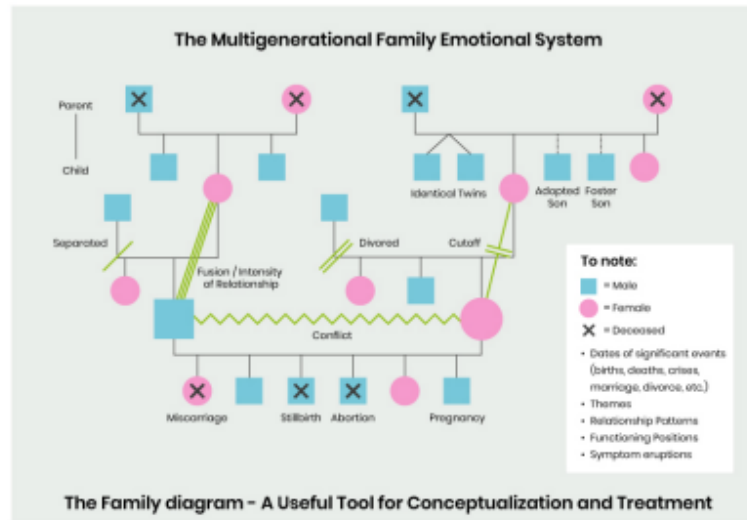 The Multigenerational Family Emotional System
Parent
Child
Identical Twins
Adapted
Son
Foster
Son
Separated
Divored
Cutoff
Fusion / Intensity
of Relationship
Conflict
Miscarriage
Stillbirth
Abortion
Pregnancy
To note:
= Male
= Female
= Deceased
• Dates of significant events
(births, deaths, crises,
marriage, divorce, etc.)
• Themes
• Relationship Patterns
• Functioning Positions
• Symptom eruptions
The Family diagram - A Useful Tool for Conceptualization and Treatment